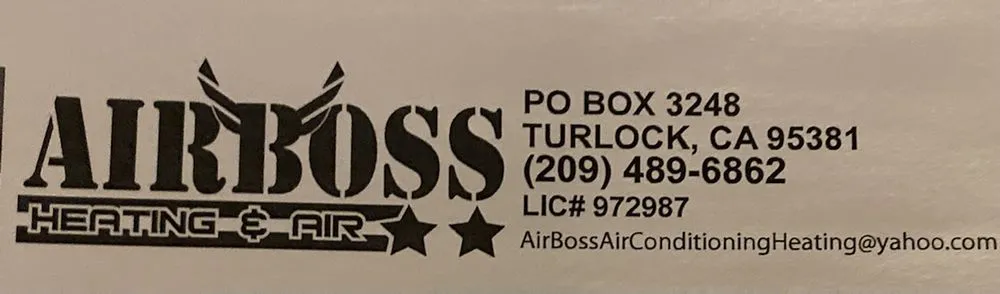 AIRBOSS
HEATING & AIR
PO BOX 3248
TURLOCK, CA 95381
(209) 489-6862
LIC# 972987
AirBossAirConditioningHeating@yahoo.com